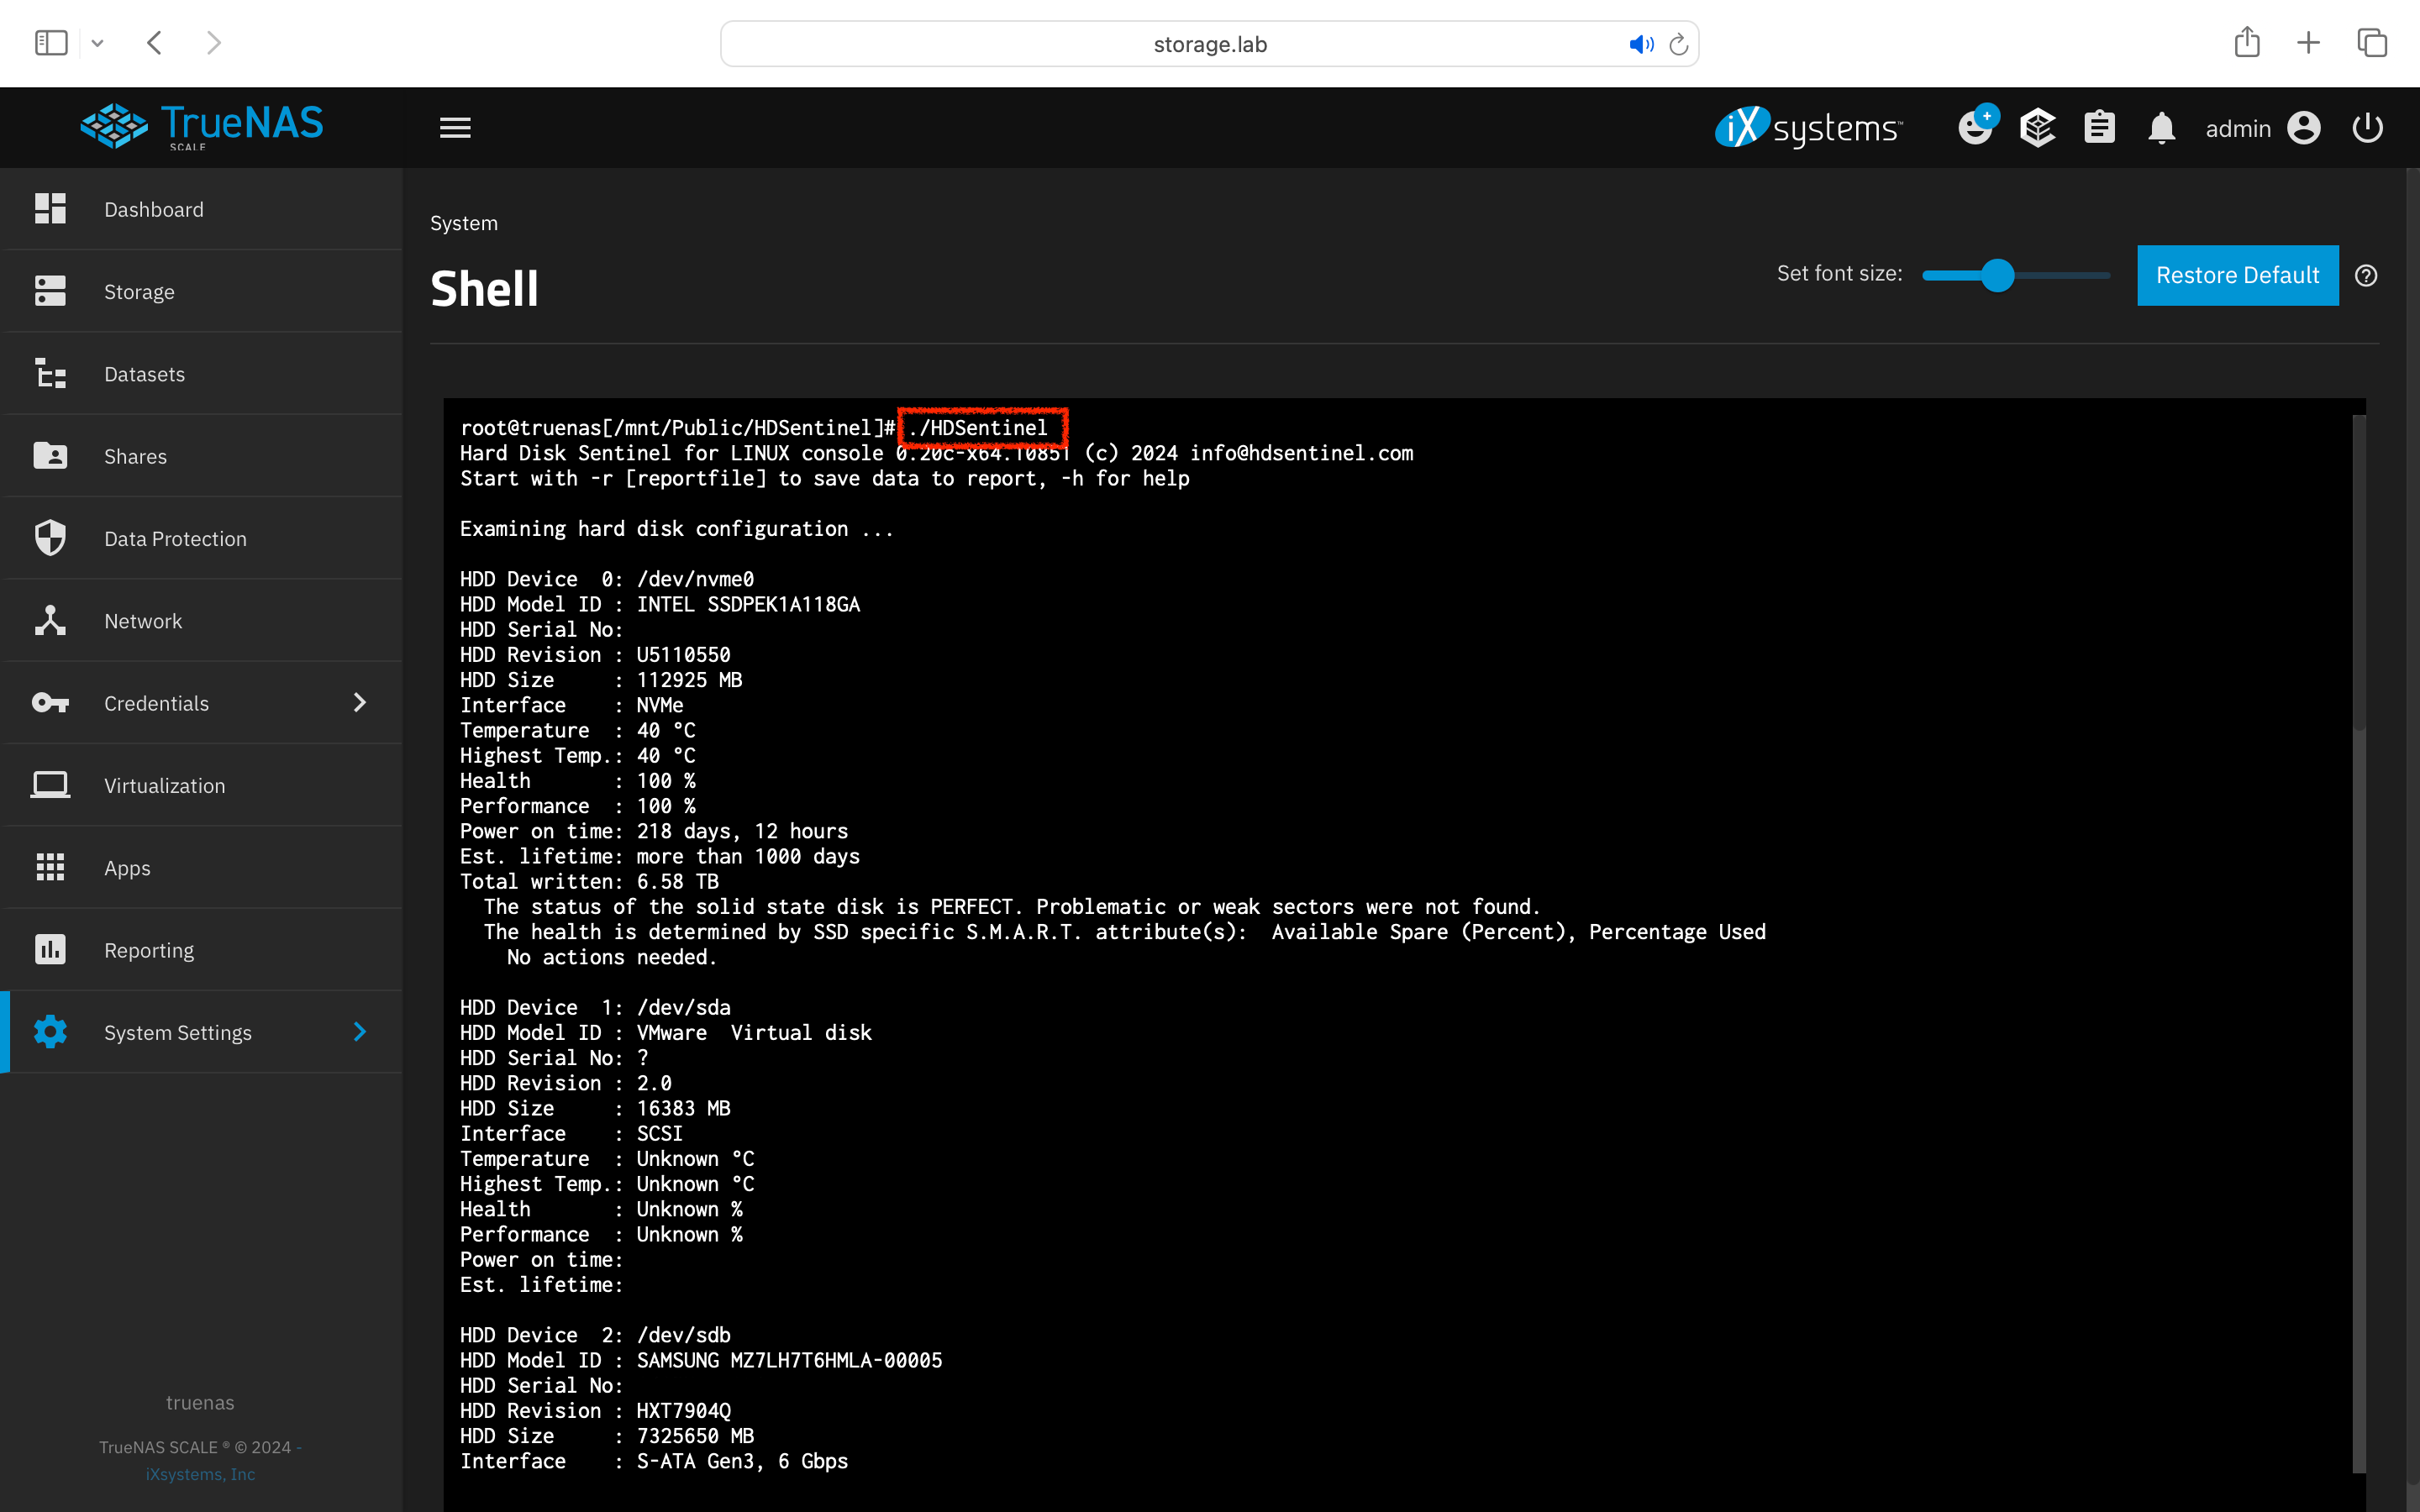 storage.lab
TrueNAS
SCALE
iXsystems™
admin
Dashboard
Storage
Datasets
Shares
Data Protection
Network
Credentials
Virtualization
Apps
Reporting
System Settings
truenas
TrueNAS SCALE ® © 2024 -
iXsystems, Inc
System
Shell
Set font size:
Restore Default
root@truenas[/mnt/Public/HDSentinel]# ./HDSentinel
Hard Disk Sentinel for LINUX console 0.20c-x64.10851 (c) 2024 info@hdsentinel.com
Start with -r [reportfile] to save data to report, -h for help
Examining hard disk configuration ...
HDD Device  0: /dev/nvme0
HDD Model ID : INTEL SSDPEK1A118GA
HDD Serial No:
HDD Revision : U5110550
HDD Size     : 112925 MB
Interface    : NVMe
Temperature  : 40 °C
Highest Temp.: 40 °C
Health       : 100 %
Performance  : 100 %
Power on time: 218 days, 12 hours
Est. lifetime: more than 1000 days
Total written: 6.58 TB
The status of the solid state disk is PERFECT. Problematic or weak sectors were not found.
The health is determined by SSD specific S.M.A.R.T. attribute(s):  Available Spare (Percent), Percentage Used
No actions needed.
HDD Device  1: /dev/sda
HDD Model ID : VMware  Virtual disk
HDD Serial No: ?
HDD Revision : 2.0
HDD Size     : 16383 MB
Interface    : SCSI
Temperature  : Unknown °C
Highest Temp.: Unknown °C
Health       : Unknown %
Performance  : Unknown %
Power on time:
Est. lifetime:
HDD Device  2: /dev/sdb
HDD Model ID : SAMSUNG MZ7LH7T6HMLA-00005
HDD Serial No:
HDD Revision : HXT7904Q
HDD Size     : 7325650 MB
Interface    : S-ATA Gen3, 6 Gbps